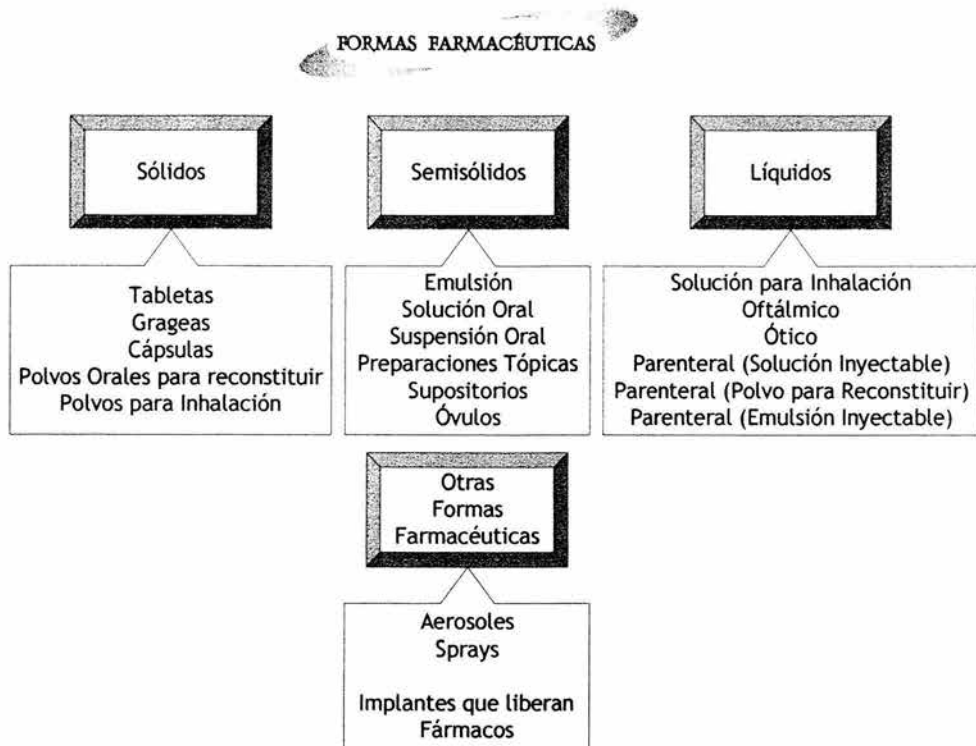 FORMAS FARMACÉUTICAS
Sólidos
Tabletas
Grageas
Cápsulas
Polvos Orales para reconstituir
Polvos para Inhalación
Semisólidos
Emulsión
Solución Oral
Suspensión Oral
Preparaciones Tópicas
Supositorios
Óvulos
Líquidos
Solución para Inhalación
Oftálmico
Ótico
Parenteral (Solución Inyectable)
Parenteral (Polvo para Reconstituir)
Parenteral (Emulsión Inyectable)
Otras
Formas
Farmacéuticas
Aerosoles
Sprays
Implantes que liberan
Fármacos